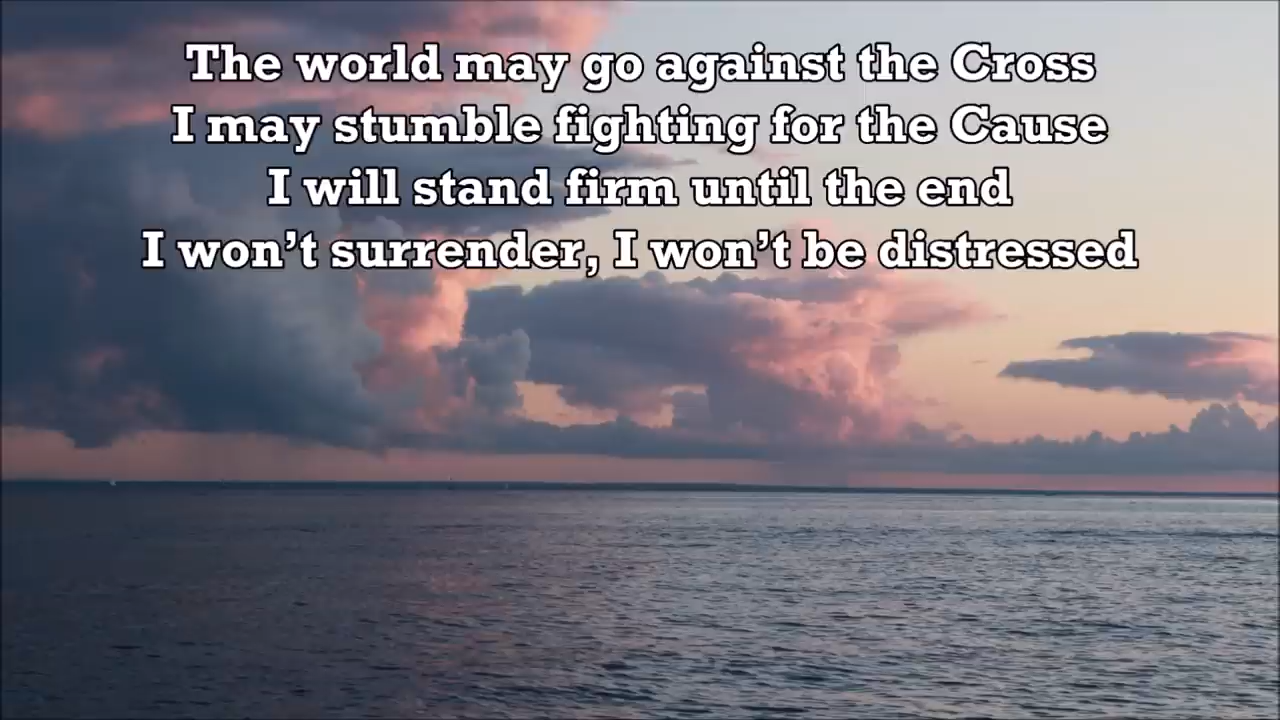 The world may go against the Cross
I may stumble fighting for the Cause
I will stand firm until the end
I won’t surrender, I won’t be distressed